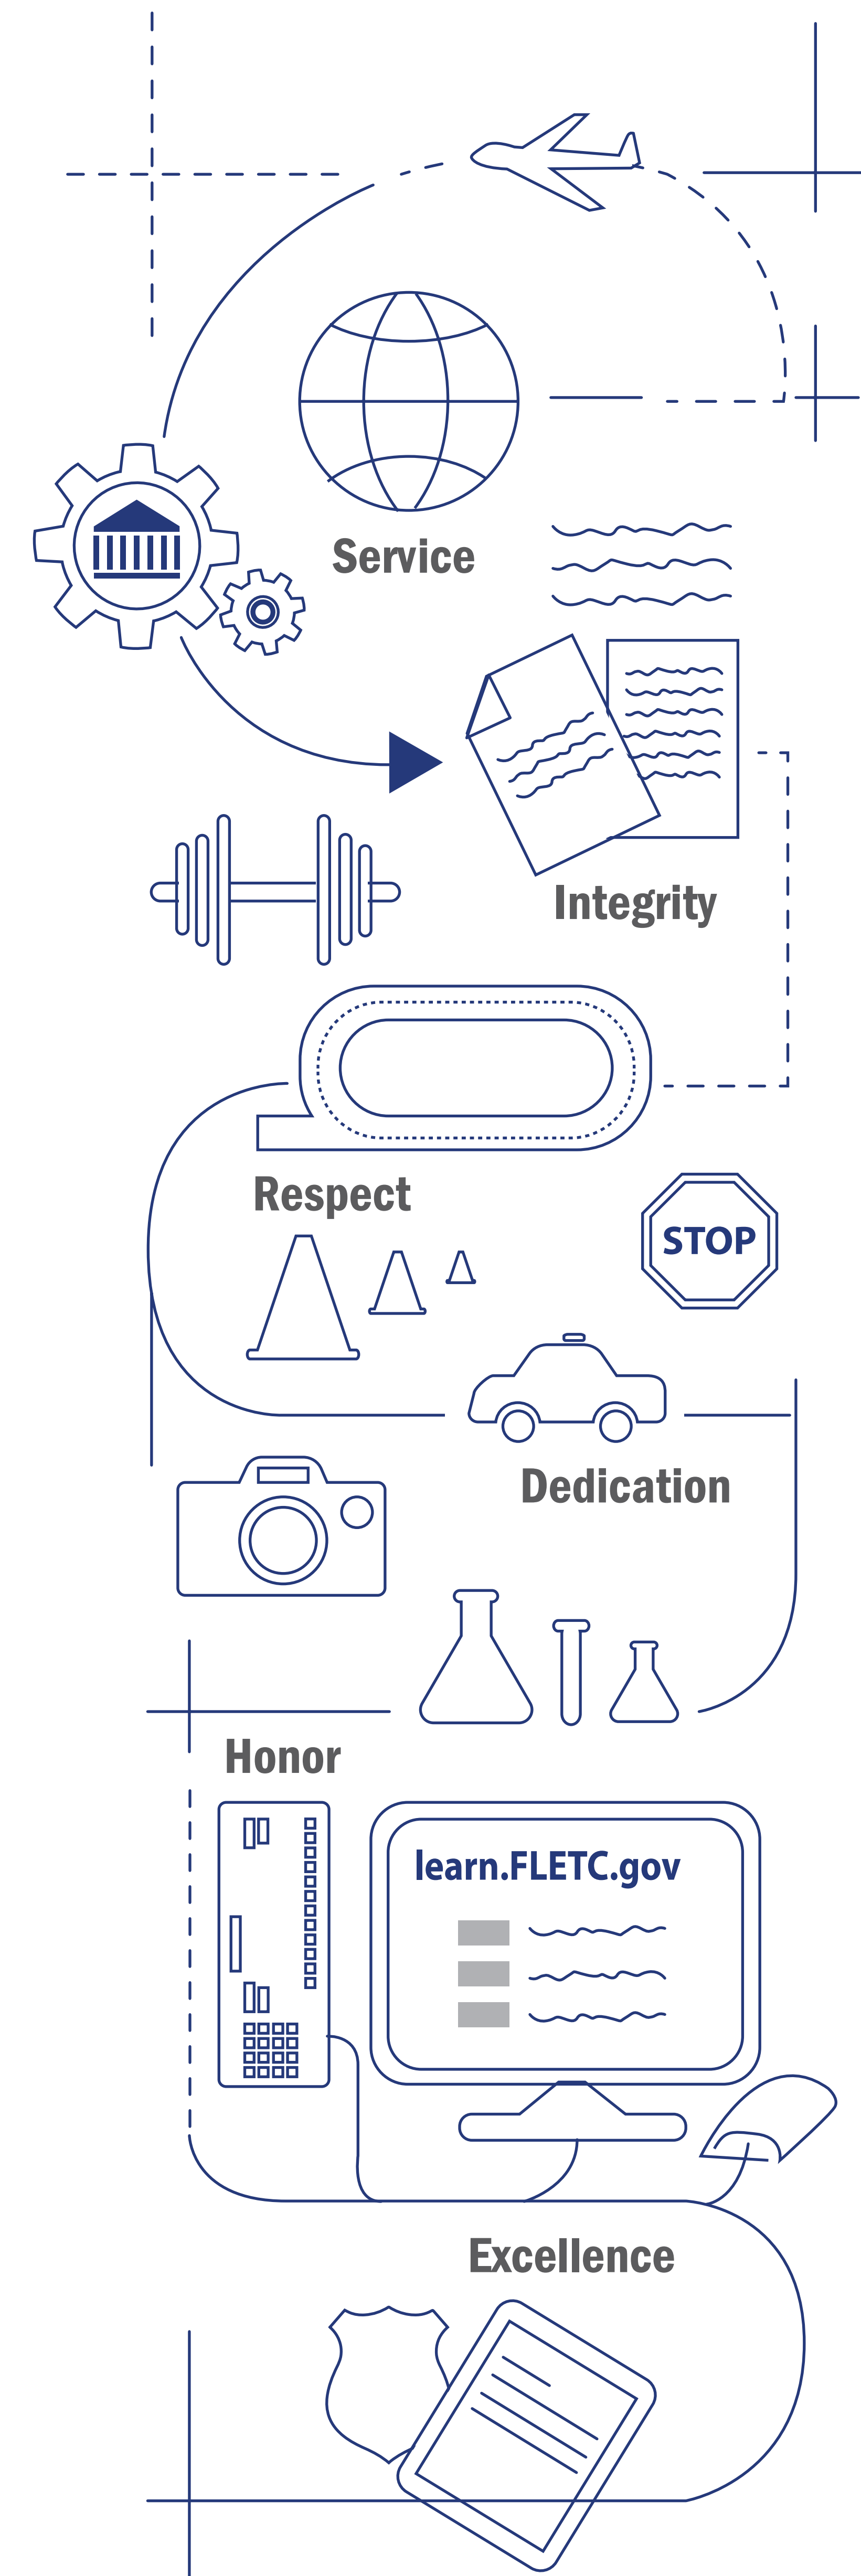 Service
Integrity
Respect
STOP
Dedication
Honor
learn.FLETC.gov
Excellence